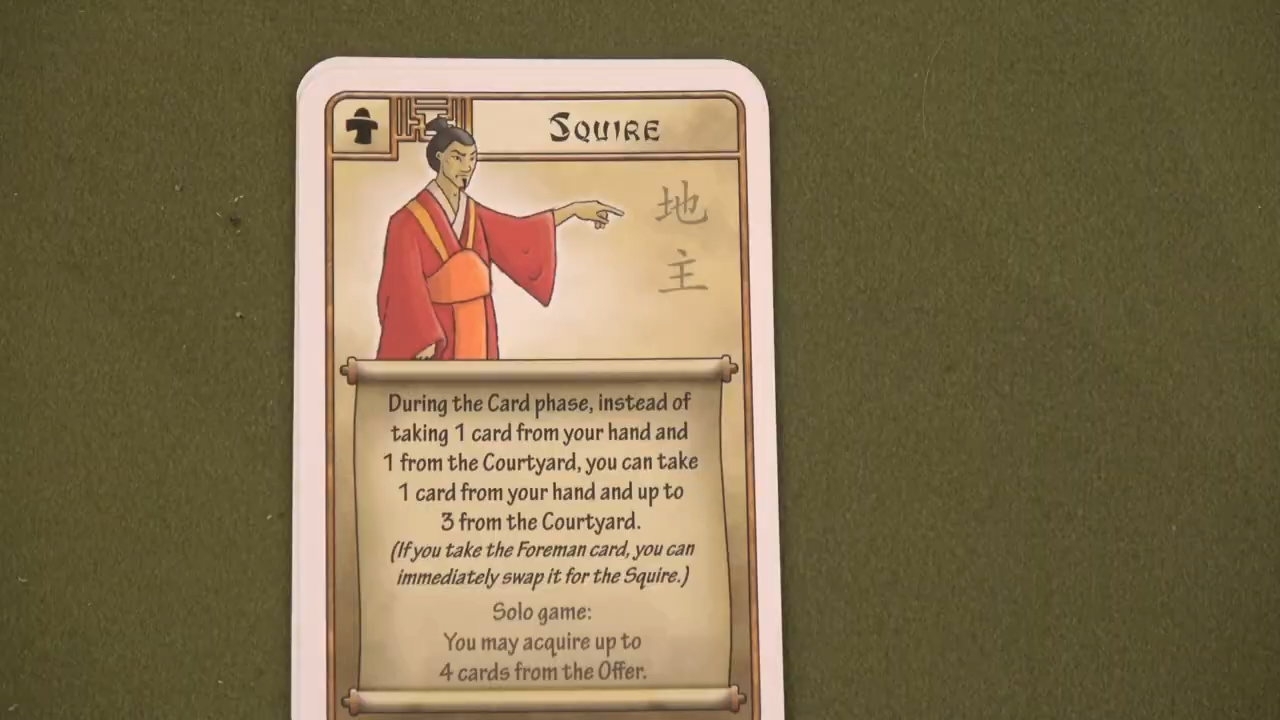 SQUIRE
地
主
During the Card phase, instead of
taking 1 card from your hand and
1 from the Courtyard, you can take
1 card from your hand and up to
3 from the Courtyard.
(If you take the Foreman card, you can
immediately swap it for the Squire.)
Solo game:
You may acquire up to
4 cards from the Offer.